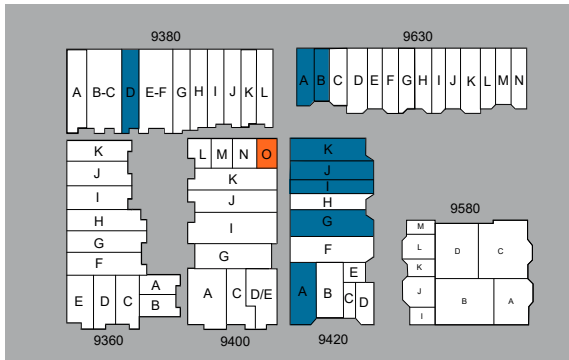 9380
A B-C D E-F G H I J K L
9630
A B C D E F G H I J K L M N
K
J
I
H
G
F
E D C A
B
9360
L M N O
K
J
I
G
A C D/E
9400
K
J
I
H
G
F
A B E
C D
9420
9580
M
L
K
J
I
D C
B A